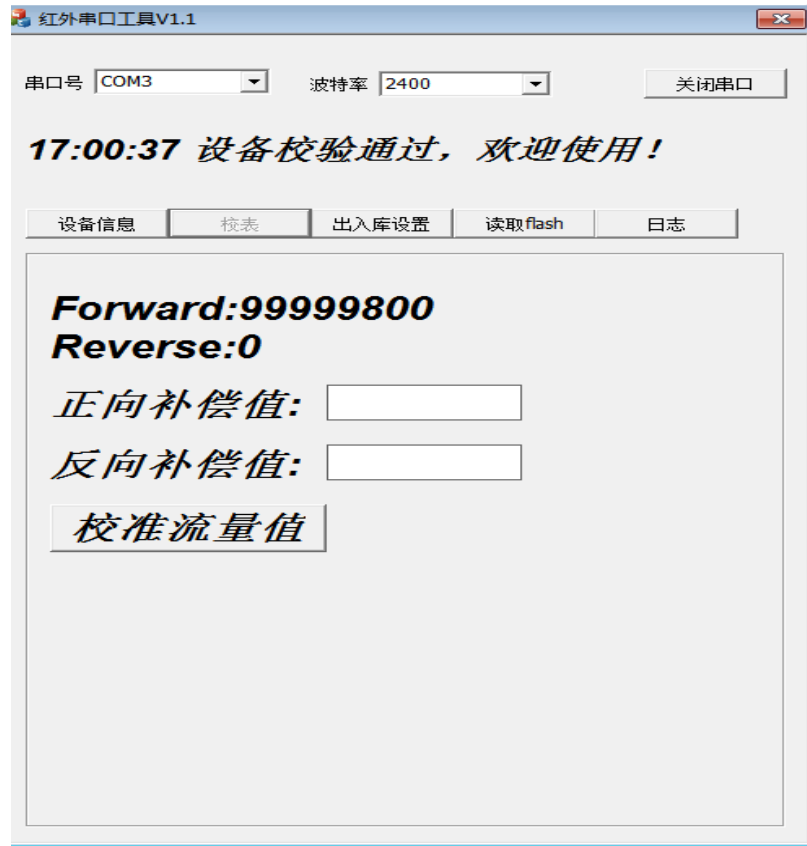 红外串口工具V1.1
串口号 COM3 波特率 2400 关闭串口
17:00:37 设备校验通过，欢迎使用！
设备信息 校表 出入库设置 读取flash 日志
Forward:99999800
Reverse:0
正向补偿值:
反向补偿值:
校准流量值